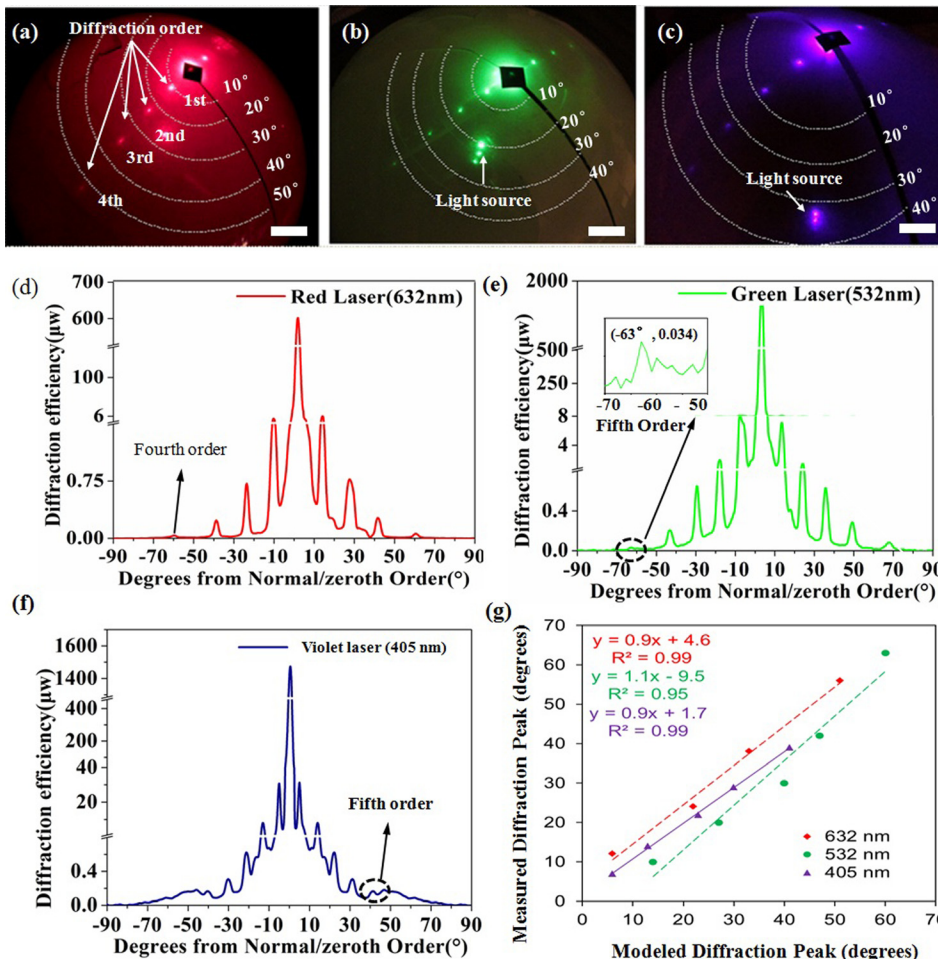 (a)
Diffraction order
1st
2nd
3rd
4th
10°
20°
30°
40°
50°
(b)
10°
20°
30°
40°
Light source
(c)
10°
20°
30°
40°
Light source
(d)
Red Laser(632nm)
Diffraction efficiency(μw)
700
600
100
6
0.75
0.00
Fourth order
-90 -70 -50 -30 -10 10 30 50 70 90
Degrees from Normal/zeroth Order(°)
(e)
Green Laser(532nm)
Diffraction efficiency(μw)
2000
500
250
8
4
0.4
0.0
(-63°, 0.034)
-70 -60 - 50
Fifth Order
-90 -70 -50 -30 -10 10 30 50 70 90
Degrees from Normal/zeroth Order(°)
(f)
Violet laser (405 nm)
Diffraction efficiency(μw)
1600
1400
400
200
40
20
0.4
0.0
Fifth order
-90 -70 -50 -30 -10 10 30 50 70 90
Degrees from Normal/zeroth Order(°)
(g)
y = 0.9x + 4.6
R² = 0.99
y = 1.1x - 9.5
R² = 0.95
y = 0.9x + 1.7
R² = 0.99
Measured Diffraction Peak (degrees)
70
60
50
40
30
20
10
0
632 nm
532 nm
405 nm
0 10 20 30 40 50 60 70
Modeled Diffraction Peak (degrees)